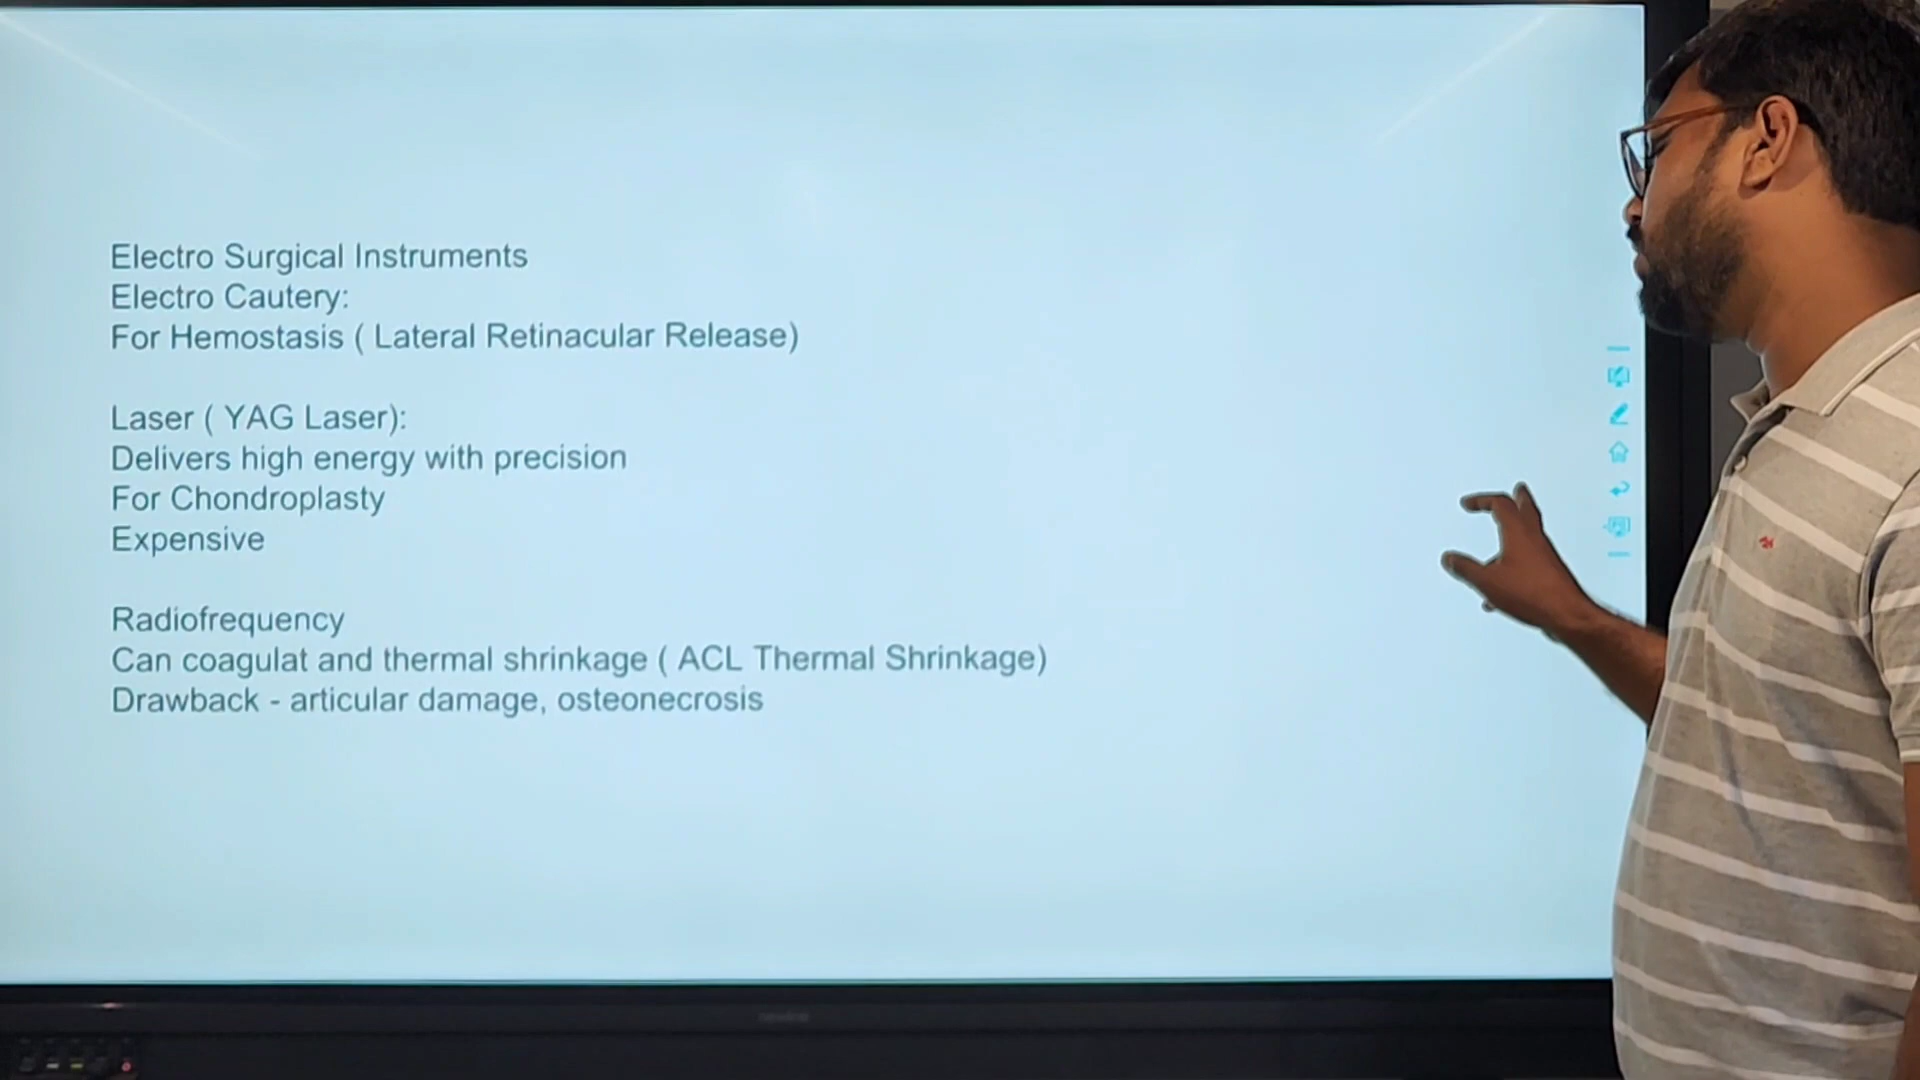 Electro Surgical Instruments
Electro Cautery:
For Hemostasis ( Lateral Retinacular Release)
Laser ( YAG Laser):
Delivers high energy with precision
For Chondroplasty
Expensive
Radiofrequency
Can coagulat and thermal shrinkage ( ACL Thermal Shrinkage)
Drawback - articular damage, osteonecrosis